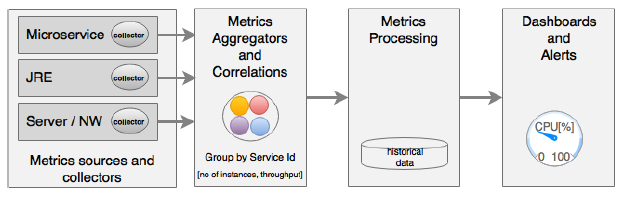 Microservice
collector
JRE
collector
Server / NW
collector
Metrics sources and
collectors
Metrics
Aggregators
and
Correlations
Group by Service Id
[no of instances, throughput]
Metrics
Processing
historical
data
Dashboards
and
Alerts
CPU[%]
0 100